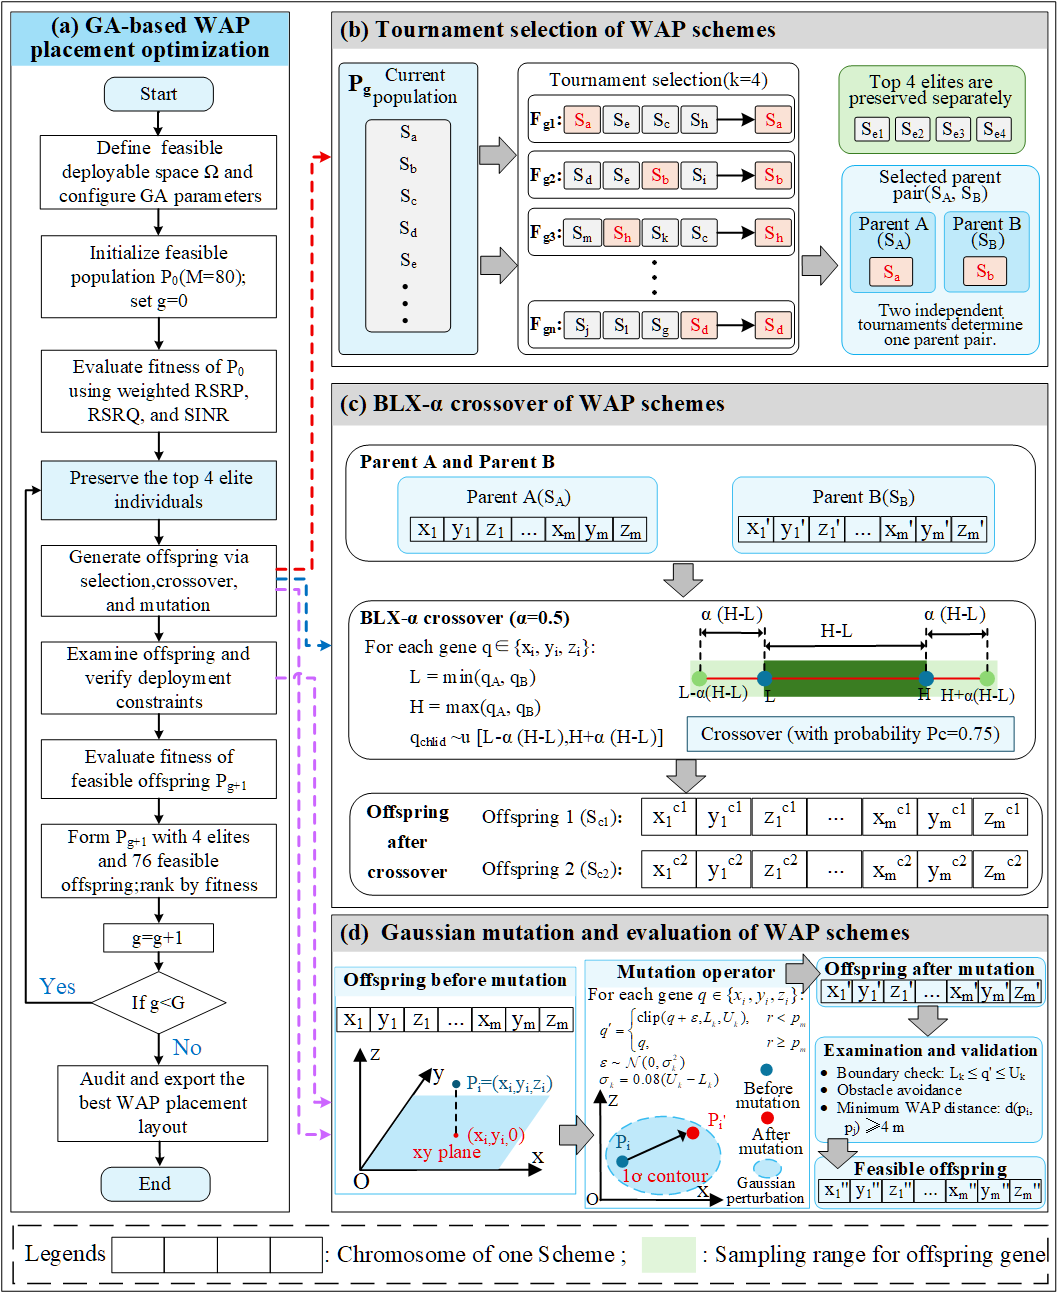 (a) GA-based WAP
placement optimization
Start
Define feasible
deployable space Ω and
configure GA parameters
Initialize feasible
population P0(M=80);
set g=0
Evaluate fitness of P0
using weighted RSRP,
RSRQ, and SINR
Preserve the top 4 elite
individuals
Generate offspring via
selection,crossover,
and mutation
Examine offspring and
verify deployment
constraints
Evaluate fitness of
feasible offspring Pg+1
Form Pg+1 with 4 elites
and 76 feasible
offspring;rank by fitness
g=g+1
Yes
If g<G
No
Audit and export the
best WAP placement
layout
End
(b) Tournament selection of WAP schemes
Pg Current
population
Sa
Sb
Sc
Sd
Se
Tournament selection(k=4)
Fg1: Sa Se Sc Sh Sa
Fg2: Sd Se Sb Si Sb
Fg3: Sm Sh Sk Sc Sh
Fgn: Sj Sl Sg Sd Sd
Top 4 elites are
preserved separately
Se1 Se2 Se3 Se4
Selected parent
pair(SA, SB)
Parent A
(SA)
Sa
Parent B
(SB)
Sb
Two independent
tournaments determine
one parent pair.
(c) BLX-α crossover of WAP schemes
Parent A and Parent B
Parent A(SA)
x1 y1 z1 ... xm ym zm
Parent B(SB)
x1' y1' z1' ... xm' ym' zm'
BLX-α crossover (α=0.5)
For each gene q∈{xi, yi, zi}:
L = min(qA, qB)
H = max(qA, qB)
qchlid ~u [L-α (H-L),H+α (H-L)]
α (H-L)
H-L
α (H-L)
L-α(H-L) L H H+α(H-L)
Crossover (with probability Pc=0.75)
Offspring
after
crossover
Offspring 1 (Sc1): x1c1 y1c1 z1c1 ... xmc1 ymc1 zmc1
Offspring 2 (Sc2): x1c2 y1c2 z1c2 ... xmc2 ymc2 zmc2
(d) Gaussian mutation and evaluation of WAP schemes
Offspring before mutation
x1 y1 z1 ... xm ym zm
z
y
Pi=(xi,yi,zi)
(xi,yi,0)
xy plane
x
O
Mutation operator
For each gene q ∈{xi, yi, zi}:
q' = { clip(q + ε, Lk, Uk), r < pm
q, r ≥ pm
ε ~ N(0, σk²)
σk = 0.08(Uk − Lk)
Z
Pi
Pi'
1σ contour
O
X
Before
mutation
After
mutation
Gaussian
perturbation
Offspring after mutation
x1' y1' z1' ... xm' ym' zm'
Examination and validation
● Boundary check: Lk ≤ q' ≤ Uk
● Obstacle avoidance
● Minimum WAP distance: d(pi,
pj) ⩾4 m
Feasible offspring
x1'' y1'' z1'' ... xm'' ym'' zm''
Legends : Chromosome of one Scheme ; : Sampling range for offspring gene